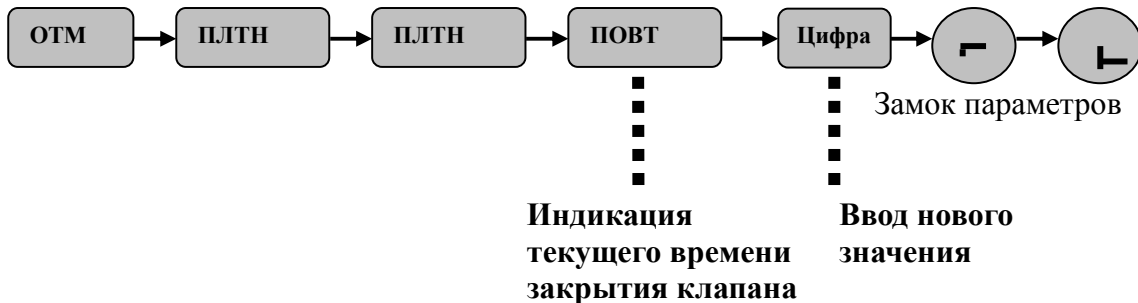 ОТМ ПЛТН ПЛТН ПОВТ Цифра
Замок параметров
Индикация
текущего времени
закрытия клапана
Ввод нового
значения